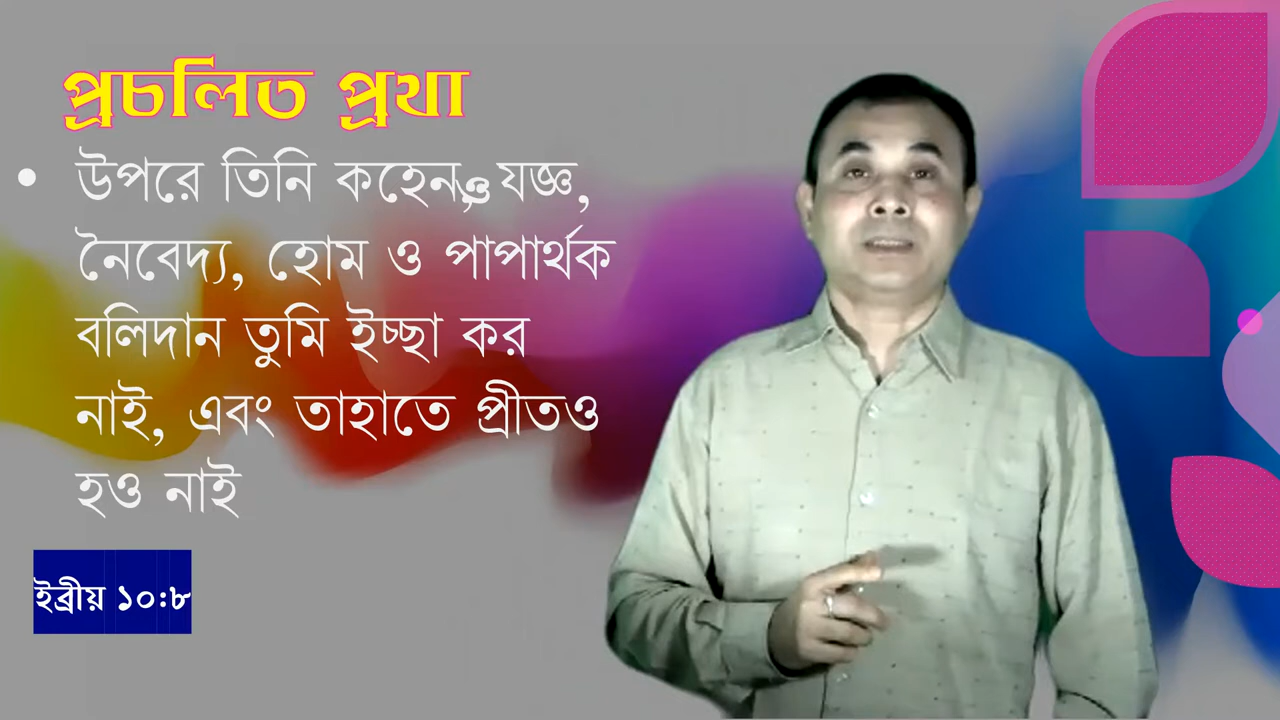 প্রচলিত প্রথা
• উপরে তিনি কহেন, যজ্ঞ,
নৈবেদ্য, হোম ও পাপার্থক
বলিদান তুমি ইচ্ছা কর
নাই, এবং তাহাতে প্রীতও
হও নাই
ইব্রীয় ১০:৮